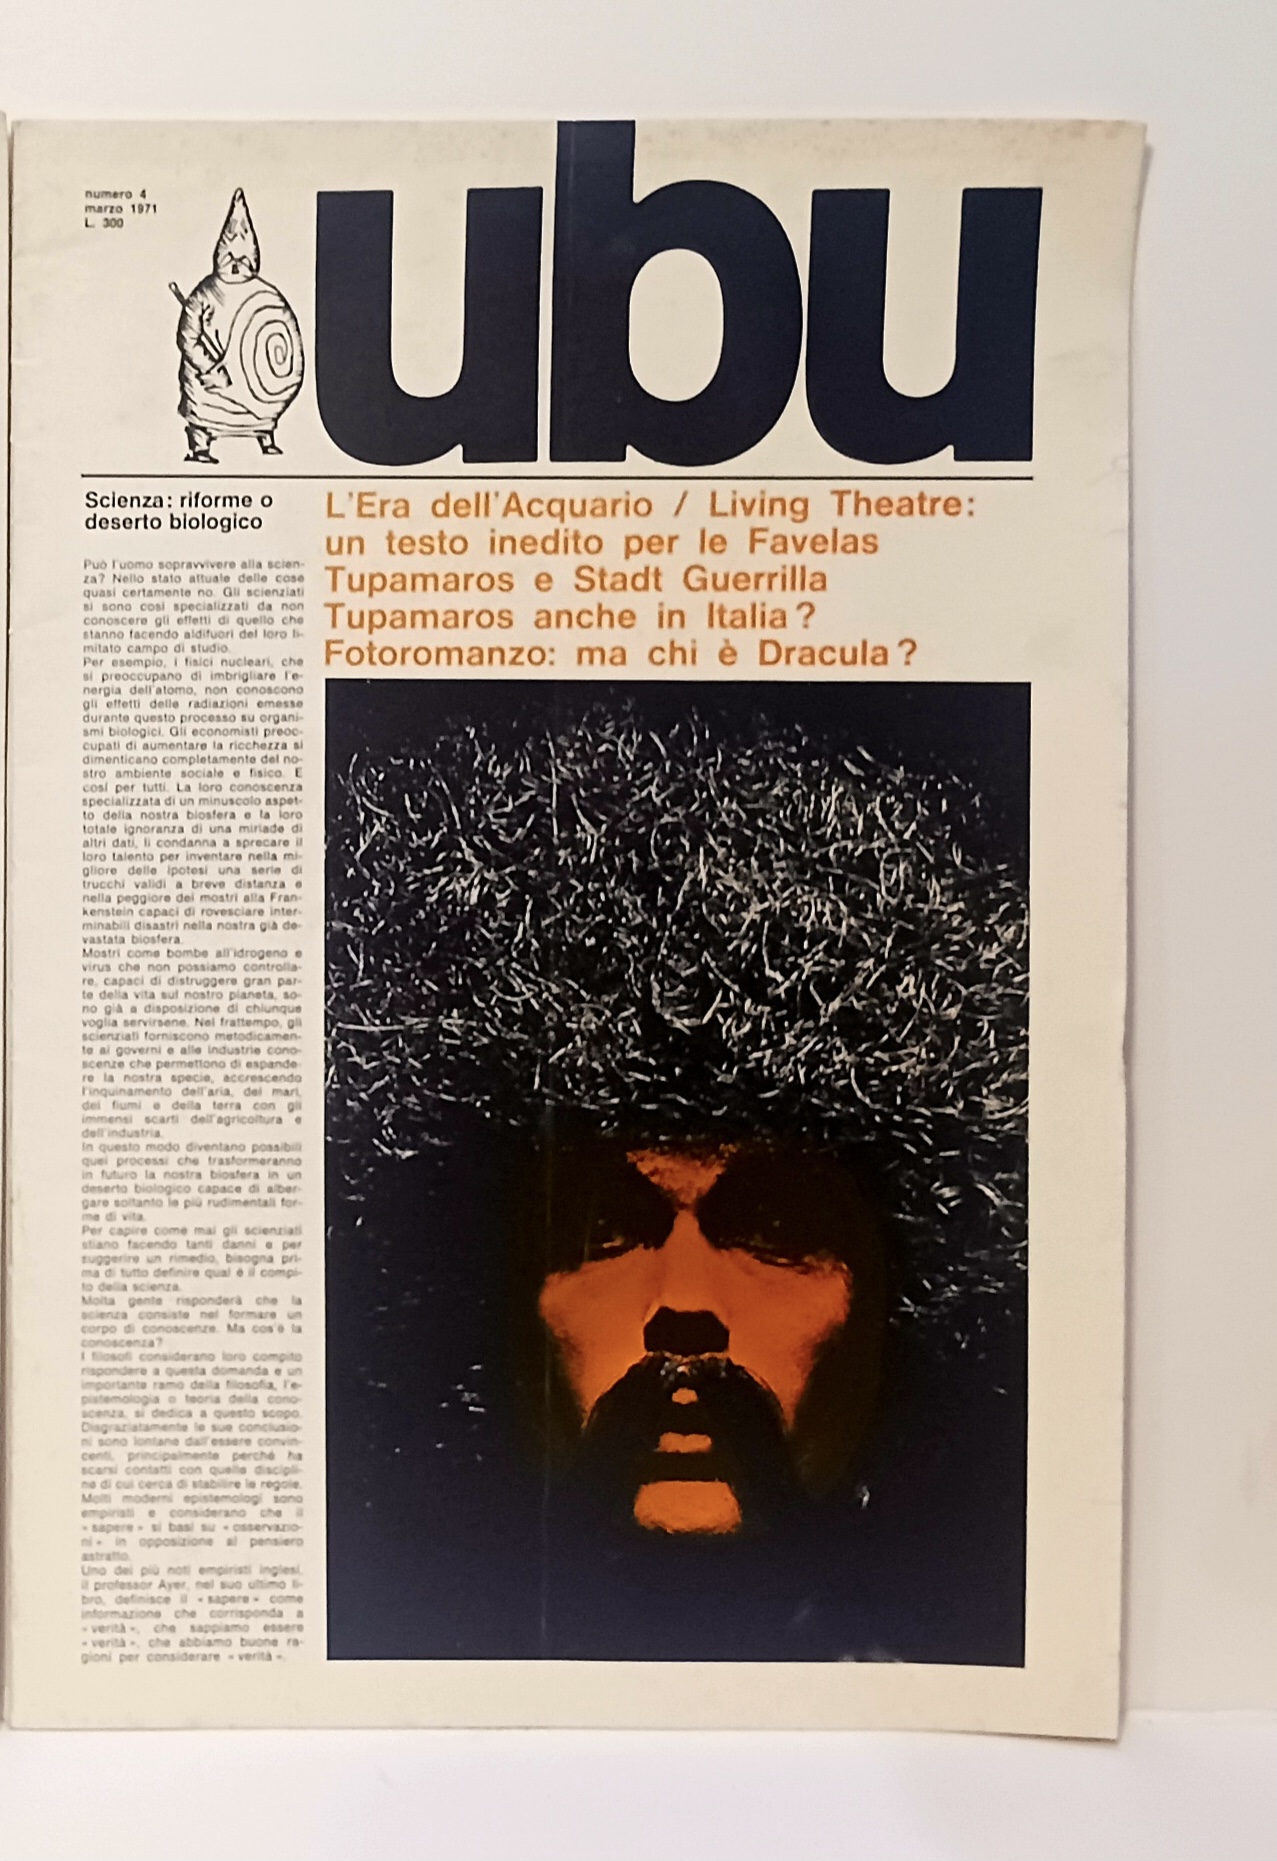 numero 4
marzo 1971
L. 300
ubu
Scienza: riforme o
deserto biologico
L'Era dell'Acquario / Living Theatre:
un testo inedito per le Favelas
Tupamaros e Stadt Guerrilla
Tupamaros anche in Italia?
Fotoromanzo: ma chi è Dracula?
Può l'uomo sopravvivere alla scien-
za? Nello stato attuale delle cose
quasi certamente no. Gli scienziati
si sono così specializzati da non
conoscere gli effetti di quello che
stanno facendo aldifuori del loro li-
mitato campo di studio.
Per esempio, i fisici nucleari, che
si preoccupano di imbrigliare l'e-
nergia dell'atomo, non conoscono
gli effetti delle radiazioni emesse
durante questo processo su organi-
smi biologici. Gli economisti preoc-
cupati di aumentare la ricchezza si
dimenticano completamente del no-
stro ambiente sociale e fisico. E
così per tutti. La loro conoscenza
specializzata di un minuscolo aspet-
to della nostra biosfera e la loro
totale ignoranza di una miriade di
altri dati, li condanna a sprecare il
loro talento per inventare nella mi-
gliore delle ipotesi una serie di
trucchi validi a breve distanza e
nella peggiore dei mostri alla Fran-
kenstein capaci di rovesciare inter-
minabili disastri nella nostra già de-
vastata biosfera.
Mostri come bombe all'idrogeno e
virus che non possiamo controlla-
re, capaci di distruggere gran par-
te della vita sul nostro pianeta, so-
no già a disposizione di chiunque
voglia servirsene. Nel frattempo, gli
scienziati forniscono metodicamen-
te ai governi e alle industrie cono-
scenze che permettono di espande-
re la nostra specie, accrescendo
l'inquinamento dell'aria, dei mari,
dei fiumi e della terra con gli
immensi scarti dell'agricoltura e
dell'industria.
In questo modo diventano possibili
quei processi che trasformeranno
in futuro la nostra biosfera in un
deserto biologico capace di alber-
gare soltanto le più rudimentali for-
me di vita.
Per capire come mai gli scienziati
stiano facendo tanti danni e per
suggerire un rimedio, bisogna pri-
ma di tutto definire qual è il compi-
to della scienza.
Molta gente risponderà che la
scienza consiste nel formare un
corpo di conoscenze. Ma cos'è la
conoscenza?
I filosofi considerano loro compito
rispondere a questa domanda e un
importante ramo della filosofia, l'e-
pistemologia o teoria della cono-
scenza, si dedica a questo scopo.
Disgraziatamente le sue conclusio-
ni sono lontane dall'essere convin-
centi, principalmente perché ha
scarsi contatti con quelle discipli-
ne di cui cerca di stabilire le regole.
Molti moderni epistemologi sono
empiristi e considerano che il
« sapere » si basi su « osservazio-
ni » in opposizione al pensiero
astratto.
Uno dei più noti empiristi inglesi,
il professor Ayer, nel suo ultimo li-
bro, definisce il « sapere » come
informazione che corrisponda a
« verità », che sappiamo essere
« verità », che abbiamo buone ra-
gioni per considerare « verità ».